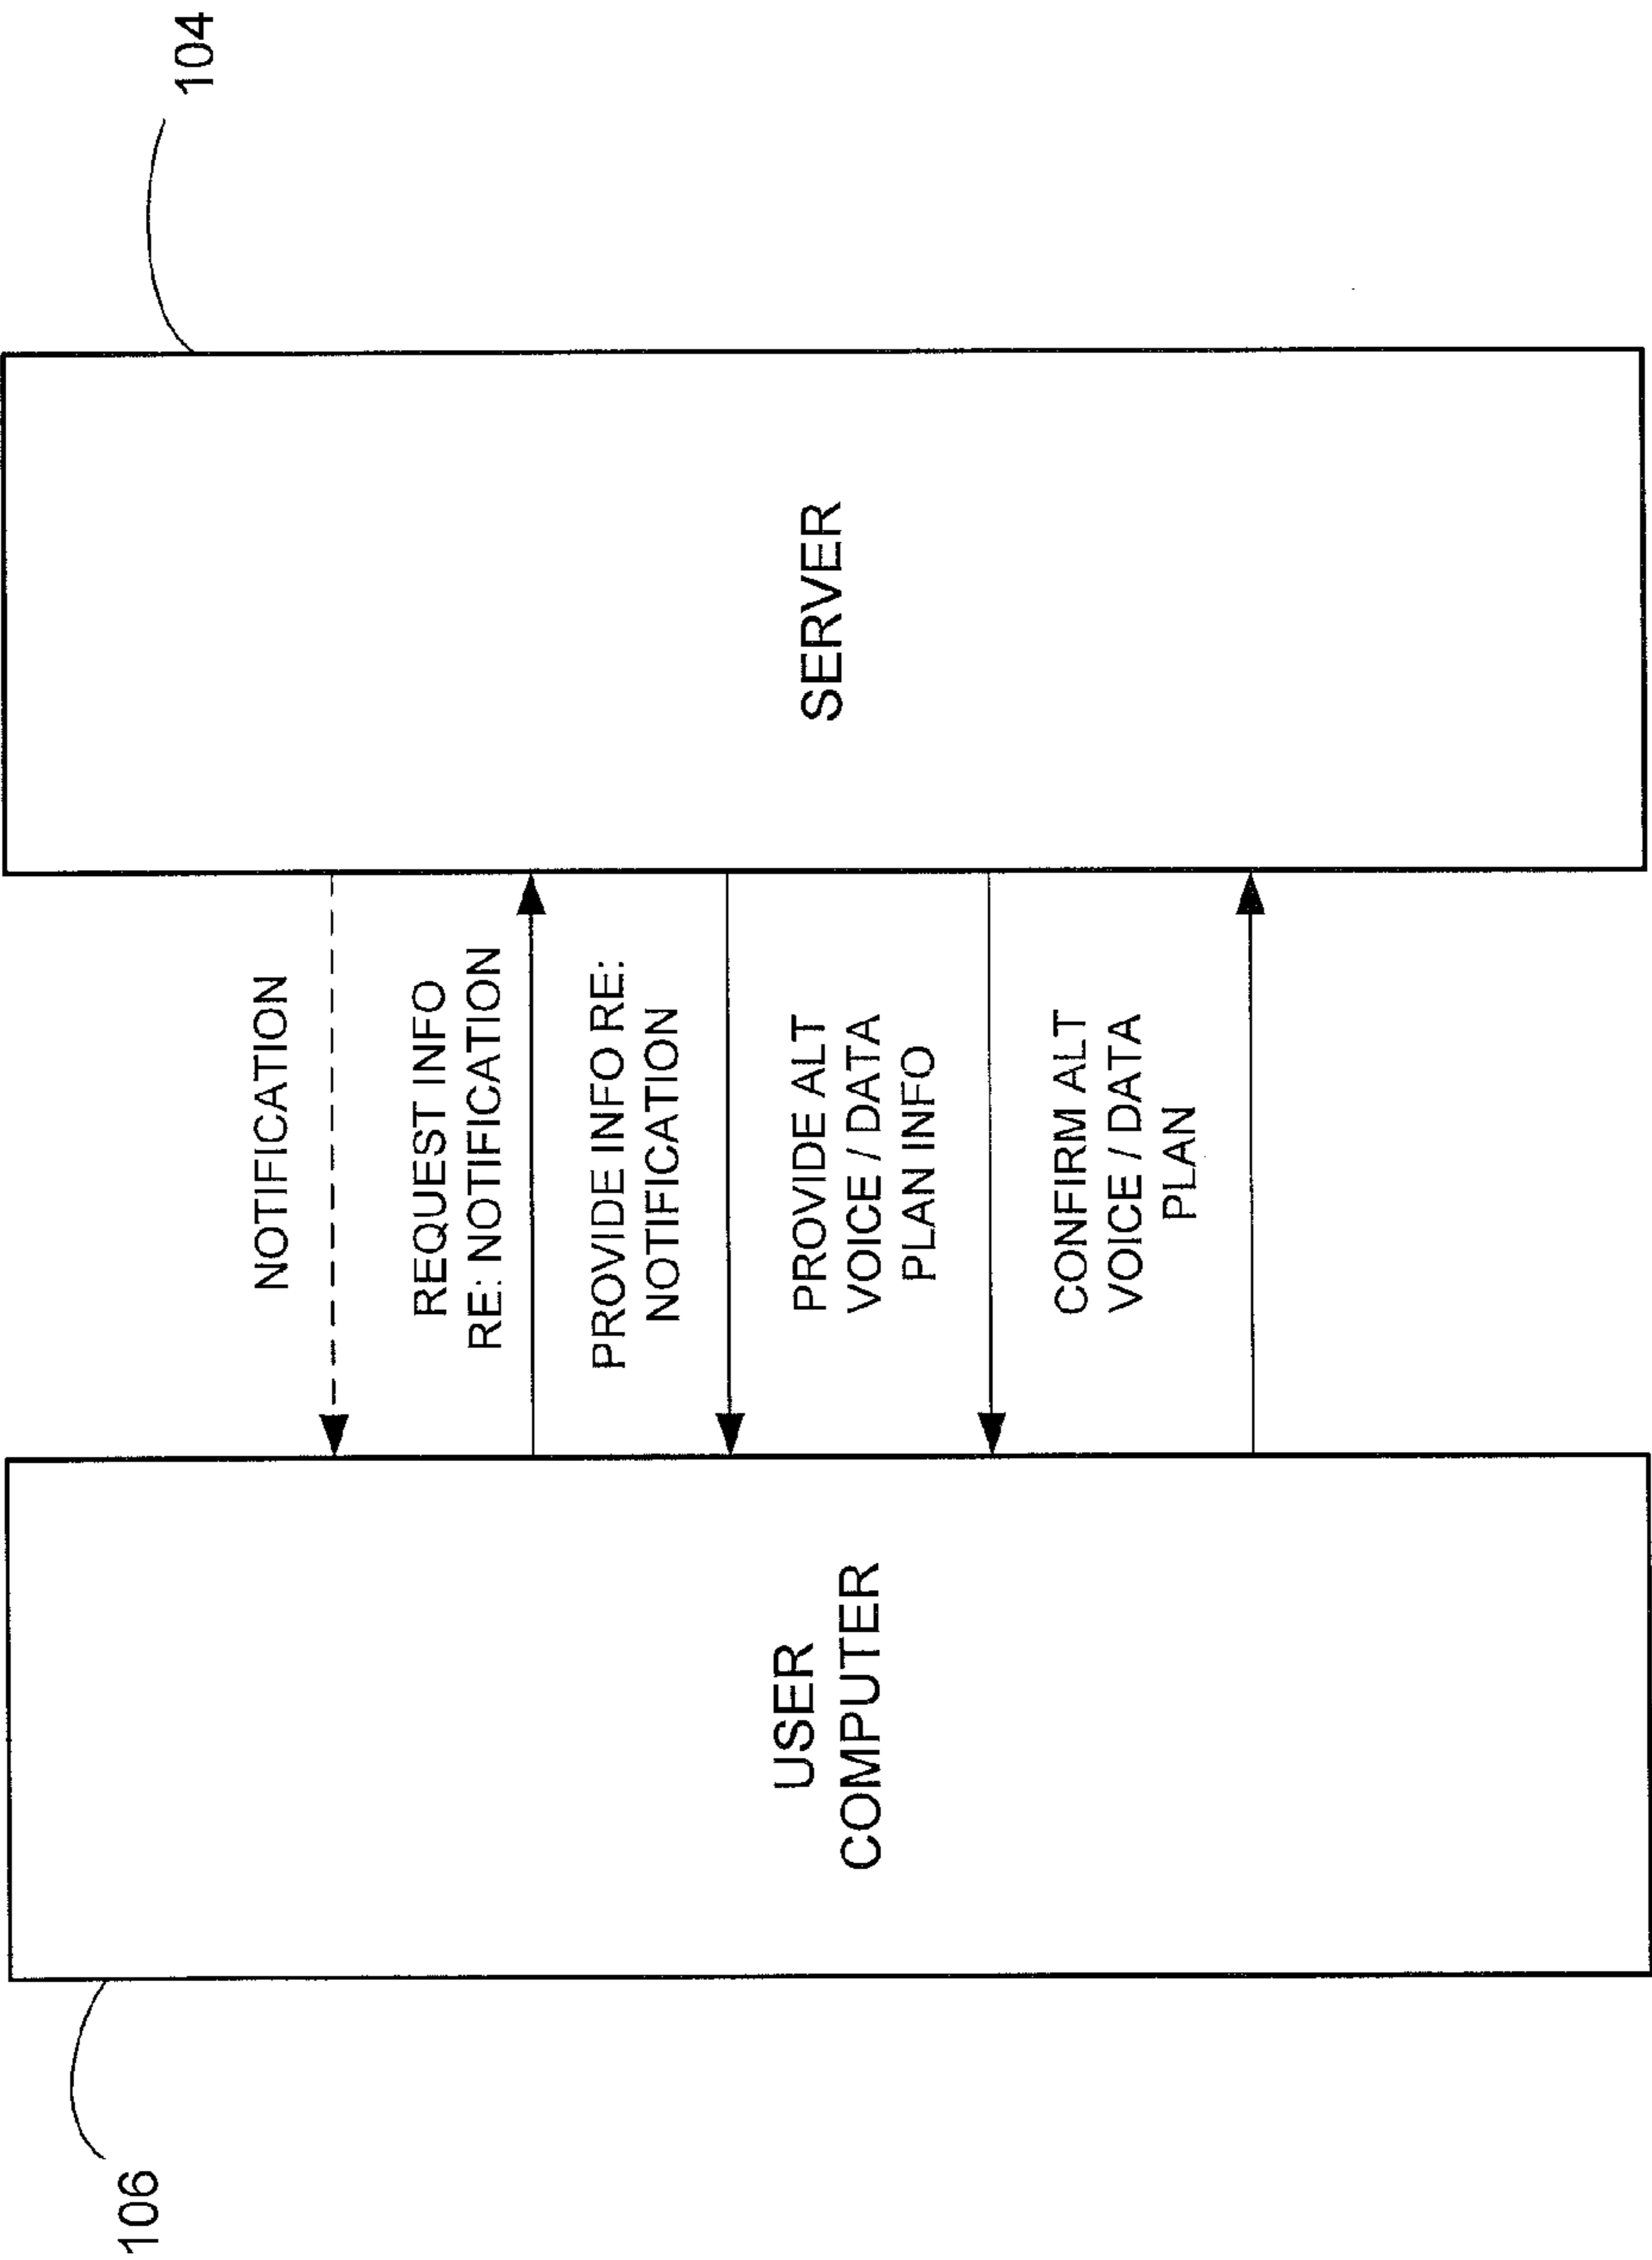 106
104
USER
COMPUTER
NOTIFICATION
REQUEST INFO
RE: NOTIFICATION
PROVIDE INFO RE:
NOTIFICATION
PROVIDE ALT
VOICE / DATA
PLAN INFO
CONFIRM ALT
VOICE / DATA
PLAN
SERVER